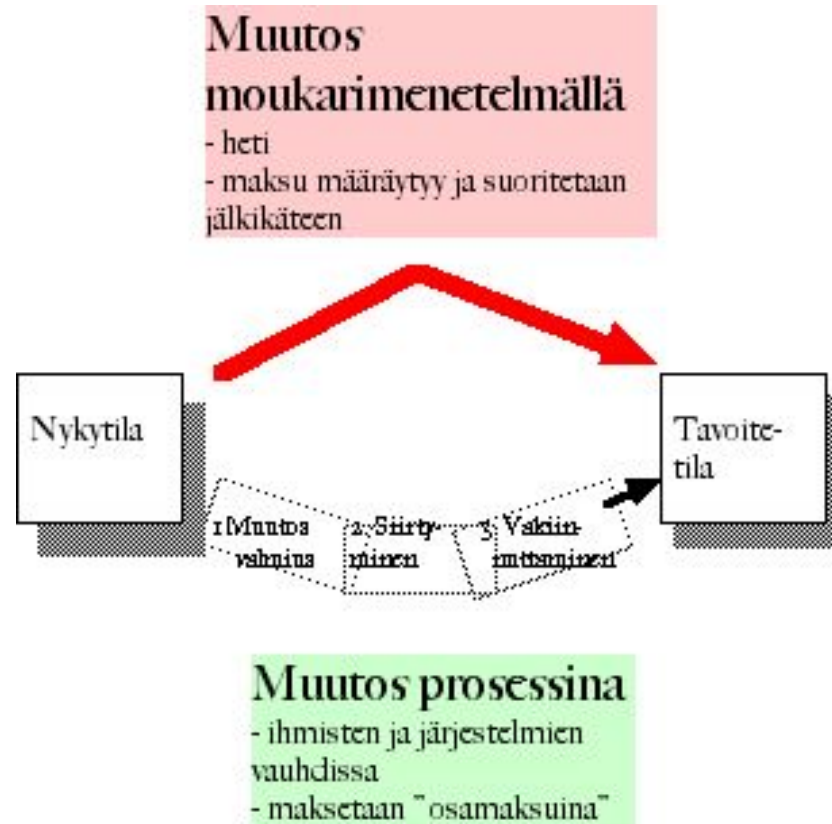 Muutos
moukarimenetelmällä
- heti
- maksu määräytyy ja suoritetaan
jälkikäteen
Nykytila
Tavoite-
tila
1 Muutos
valmius
2. Siirty-
minen
3. Vakiin-
nuttaminen
Muutos prosessina
- ihmisten ja järjestelmien
vauhdissa
- maksetaan "osamaksuina"